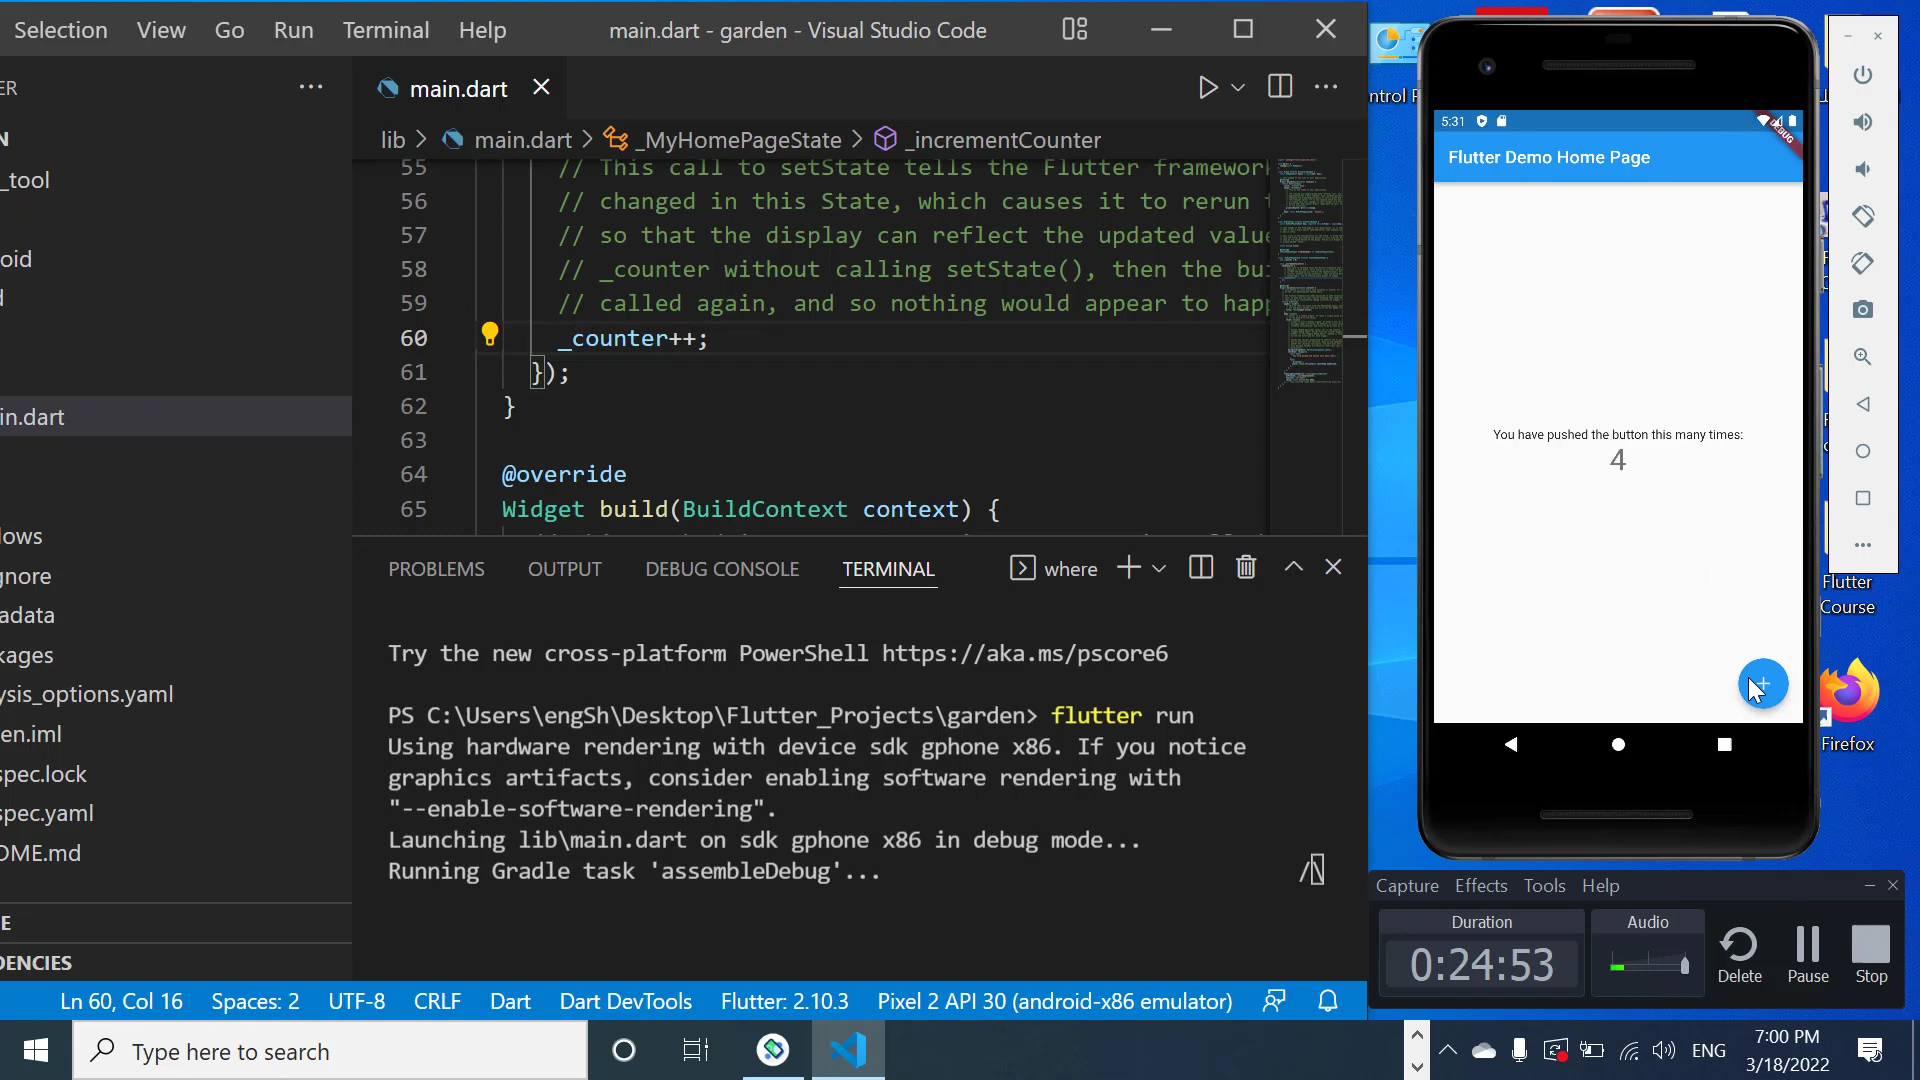 Selection View Go Run Terminal Help
main.dart - garden - Visual Studio Code
ER
N
_tool
oid
d
in.dart
lows
gnore
adata
kages
ysis_options.yaml
en.iml
spec.lock
spec.yaml
OME.md
E
DENCIES
main.dart
lib > main.dart > _MyHomePageState > _incrementCounter
55 // This call to setState tells the Flutter framework
56 // changed in this State, which causes it to rerun t
57 // so that the display can reflect the updated value
58 // _counter without calling setState(), then the bui
59 // called again, and so nothing would appear to happ
60 _counter++;
61 });
62 }
63
64 @override
65 Widget build(BuildContext context) {
PROBLEMS OUTPUT DEBUG CONSOLE TERMINAL where
Try the new cross-platform PowerShell https://aka.ms/pscore6
PS C:\Users\engSh\Desktop\Flutter_Projects\garden> flutter run
Using hardware rendering with device sdk gphone x86. If you notice
graphics artifacts, consider enabling software rendering with
"--enable-software-rendering".
Launching lib\main.dart on sdk gphone x86 in debug mode...
Running Gradle task 'assembleDebug'...
Ln 60, Col 16 Spaces: 2 UTF-8 CRLF Dart Dart DevTools Flutter: 2.10.3 Pixel 2 API 30 (android-x86 emulator)
ntrol P
5:31
DEBUG
Flutter Demo Home Page
You have pushed the button this many times:
4
Flutter
Course
Firefox
Capture Effects Tools Help
Duration
0:24:53
Audio
Delete Pause Stop
Type here to search
ENG
7:00 PM
3/18/2022